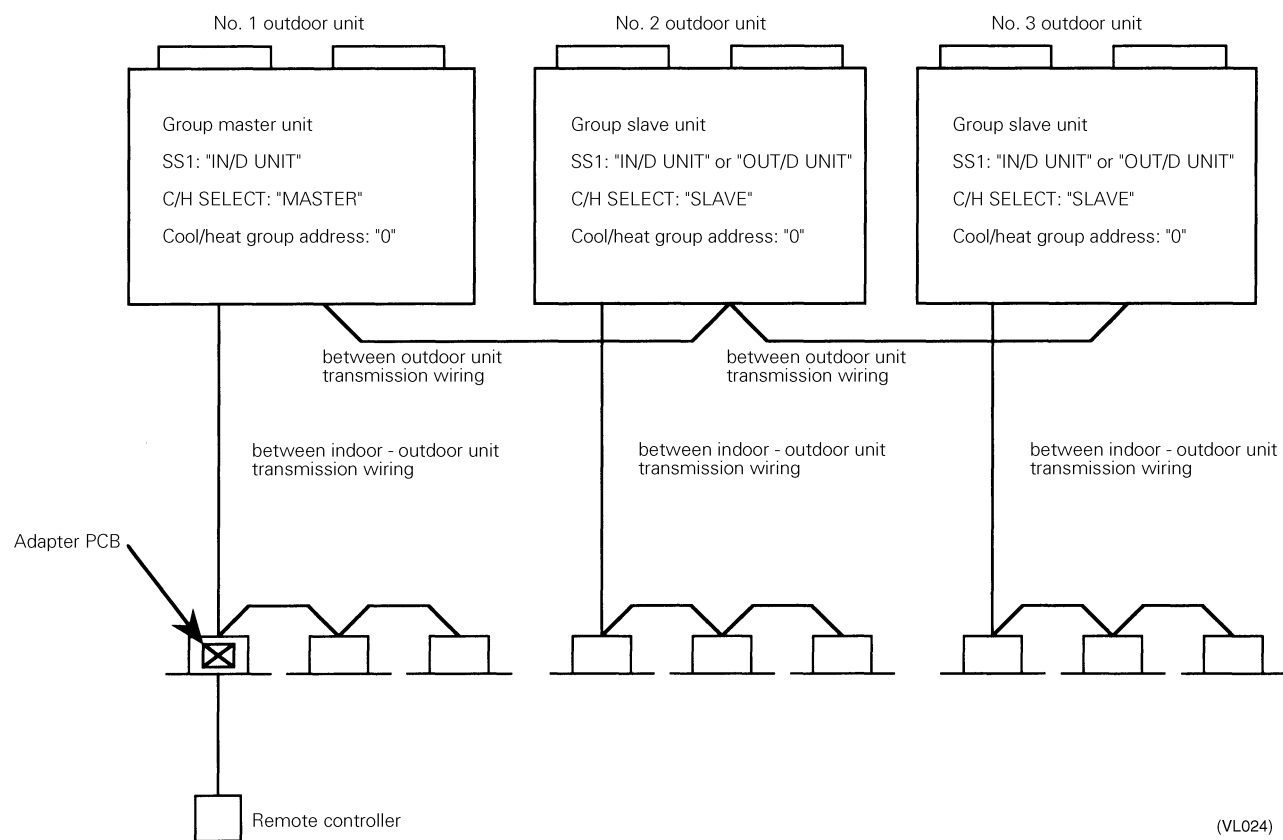 No. 1 outdoor unit
No. 2 outdoor unit
No. 3 outdoor unit
Group master unit
SS1: "IN/D UNIT"
C/H SELECT: "MASTER"
Cool/heat group address: "0"
Group slave unit
SS1: "IN/D UNIT" or "OUT/D UNIT"
C/H SELECT: "SLAVE"
Cool/heat group address: "0"
Group slave unit
SS1: "IN/D UNIT" or "OUT/D UNIT"
C/H SELECT: "SLAVE"
Cool/heat group address: "0"
between outdoor unit
transmission wiring
between outdoor unit
transmission wiring
between indoor - outdoor unit
transmission wiring
between indoor - outdoor unit
transmission wiring
between indoor - outdoor unit
transmission wiring
Adapter PCB
Remote controller
(VL024)